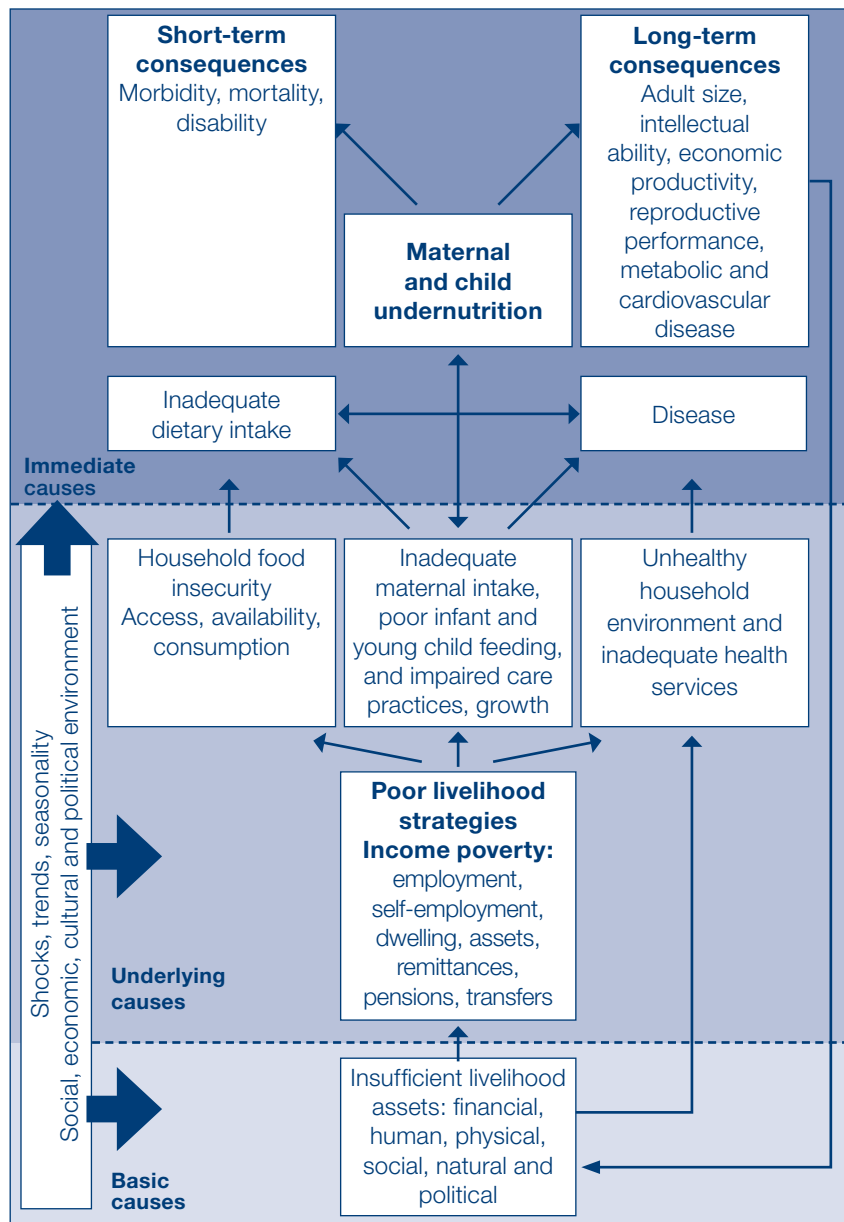 Short-term
consequences
Morbidity, mortality,
disability
Long-term
consequences
Adult size,
intellectual
ability, economic
productivity,
reproductive
performance,
metabolic and
cardiovascular
disease
Maternal
and child
undernutrition
Inadequate
dietary intake
Disease
Immediate
causes
Household food
insecurity
Access, availability,
consumption
Inadequate
maternal intake,
poor infant and
young child feeding,
and impaired care
practices, growth
Unhealthy
household
environment and
inadequate health
services
Shocks, trends, seasonality
Social, economic, cultural and political environment
Poor livelihood
strategies
Income poverty:
employment,
self-employment,
dwelling, assets,
remittances,
pensions, transfers
Underlying
causes
Insufficient livelihood
assets: financial,
human, physical,
social, natural and
political
Basic
causes